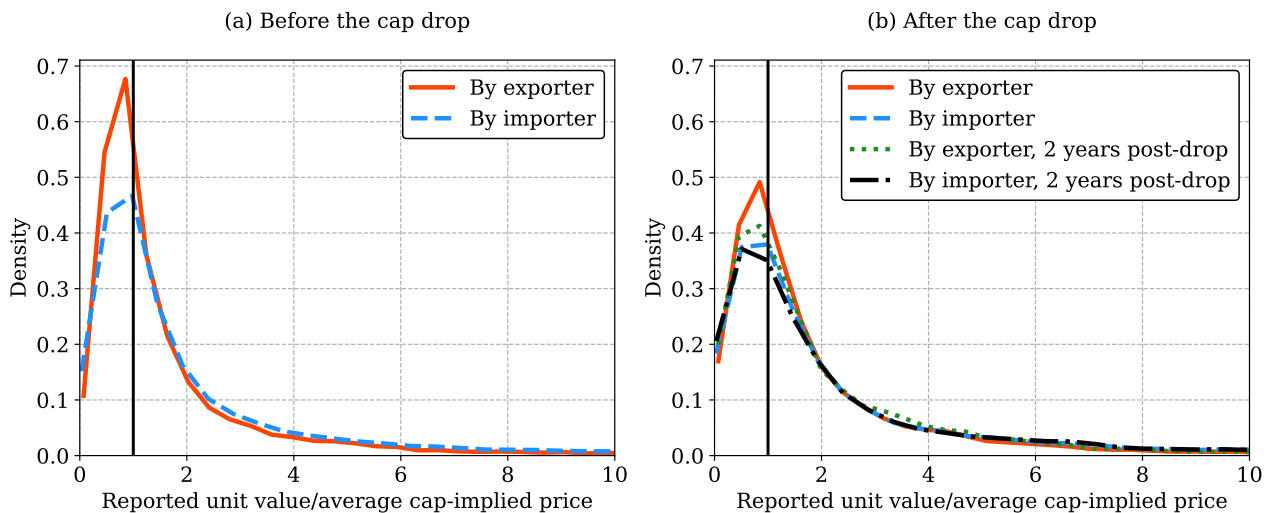 (a) Before the cap drop
0.7
0.6
0.5
0.4
0.3
0.2
0.1
0.0
Density
0
2
4
6
8
10
Reported unit value/average cap-implied price
By exporter
By importer
(b) After the cap drop
0.7
0.6
0.5
0.4
0.3
0.2
0.1
0.0
Density
0
2
4
6
8
10
Reported unit value/average cap-implied price
By exporter
By importer
By exporter, 2 years post-drop
By importer, 2 years post-drop